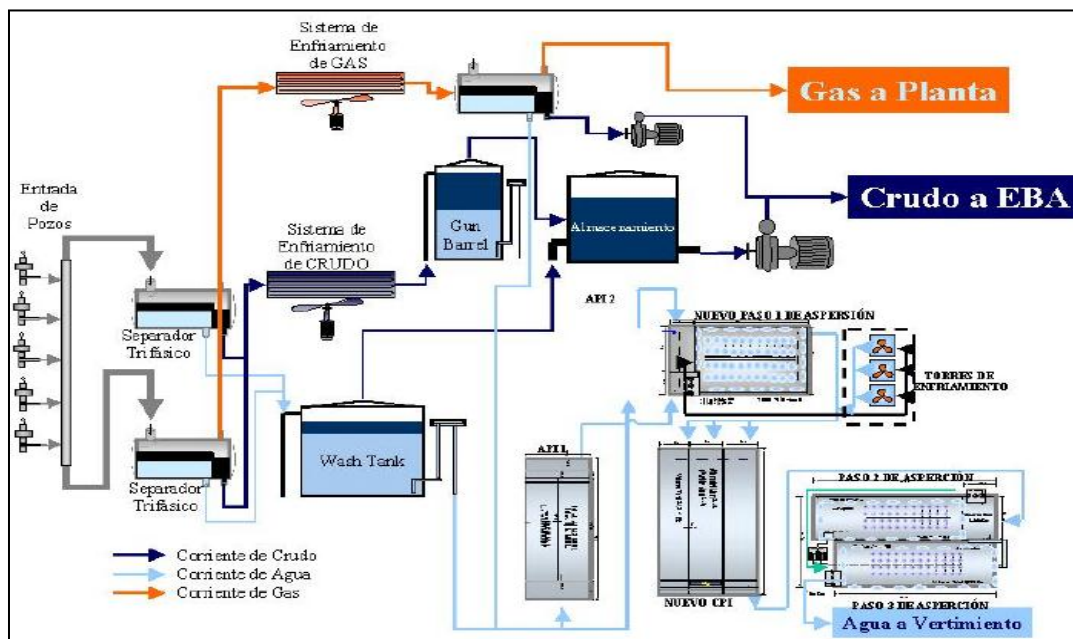 Sistema de
Enfriamiento
de GAS
Gas a Planta
Crudo a EBA
Entrada
de
Pozos
Gun
Barrel
Almacenamiento
Sistema de
Enfriamiento
de CRUDO
Separador
Trifásico
API 2
NUEVO PASO 1 DE ASPERSIÓN
TORRES DE
ENFRIAMIENTO
Wash Tank
API 1
Separador
Trifásico
PASO 2 DE ASPERCIÓN
Corriente de Crudo
Corriente de Agua
Corriente de Gas
NUEVO CPI
PASO 3 DE ASPERCIÓN
Agua a Vertimiento